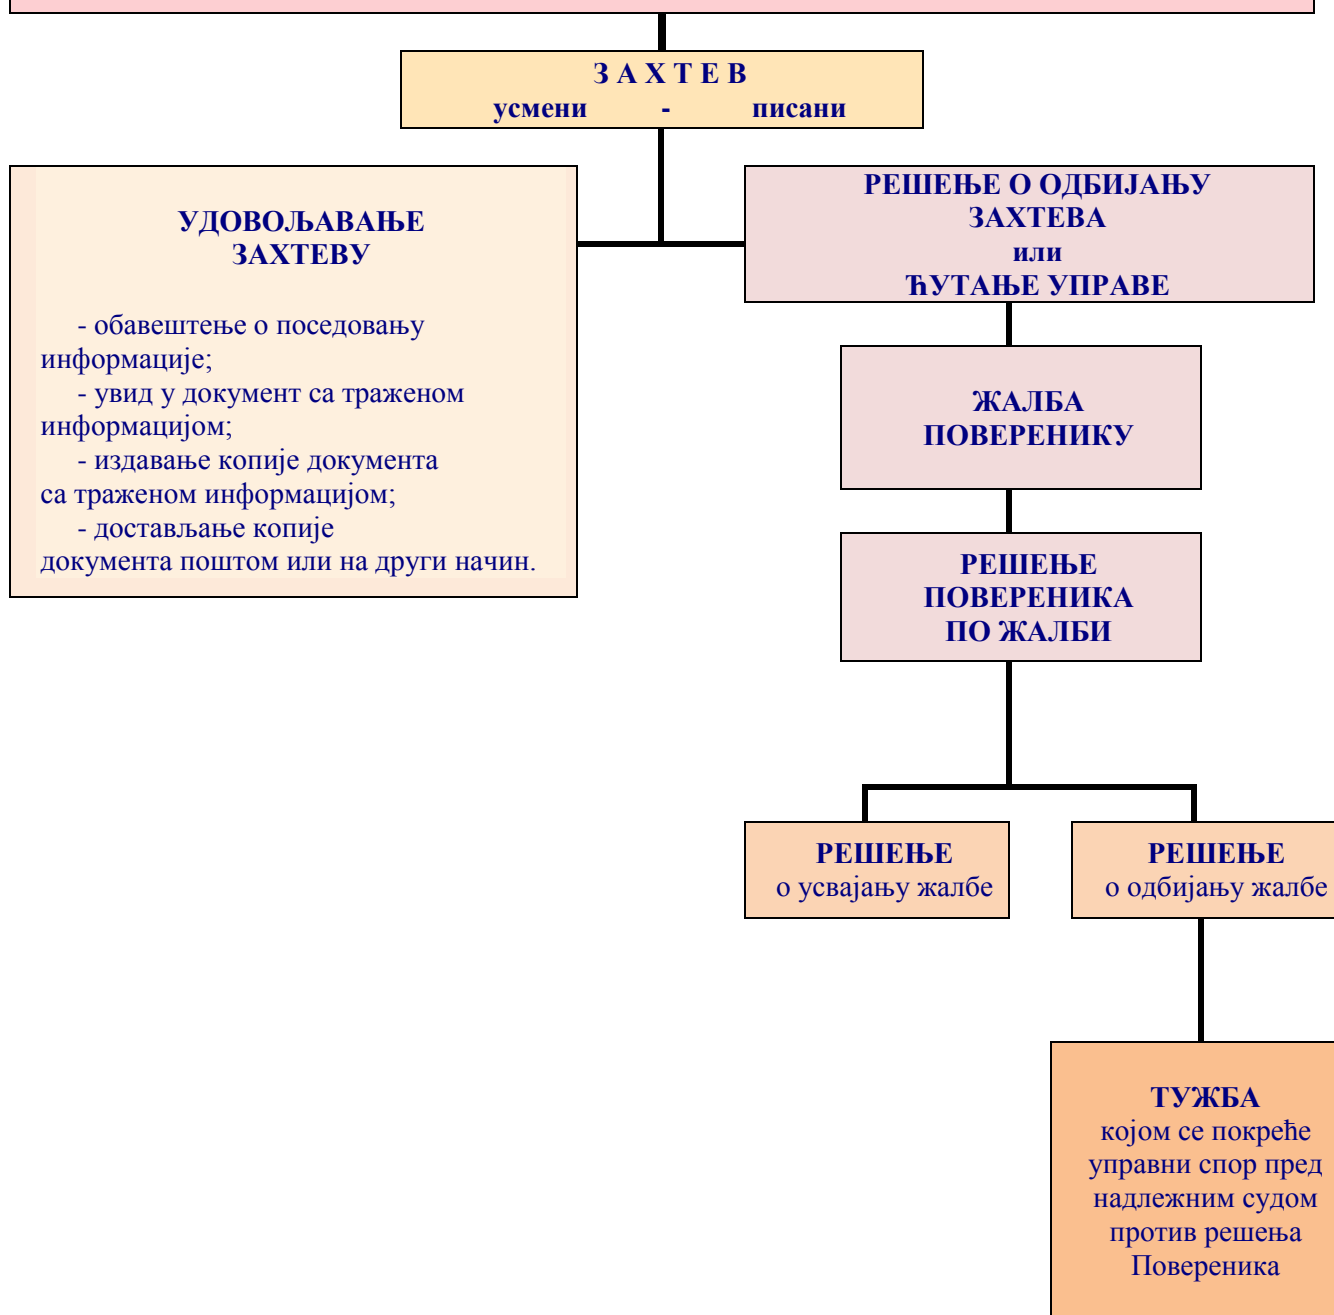 З А Х Т Е В
усмени - писани
УДОВОЉАВАЊЕ
ЗАХТЕВУ
- обавештење о поседовању
информације;
- увид у документ са траженом
информацијом;
- издавање копије документа
са траженом информацијом;
- достављање копије
документа поштом или на други начин.
РЕШЕЊЕ О ОДБИЈАЊУ
ЗАХТЕВА
или
ЋУТАЊЕ УПРАВЕ
ЖАЛБА
ПОВЕРЕНИКУ
РЕШЕЊЕ
ПОВЕРЕНИКА
ПО ЖАЛБИ
РЕШЕЊЕ
о усвајању жалбе
РЕШЕЊЕ
о одбијању жалбе
ТУЖБА
којом се покреће
управни спор пред
надлежним судом
против решења
Повереника